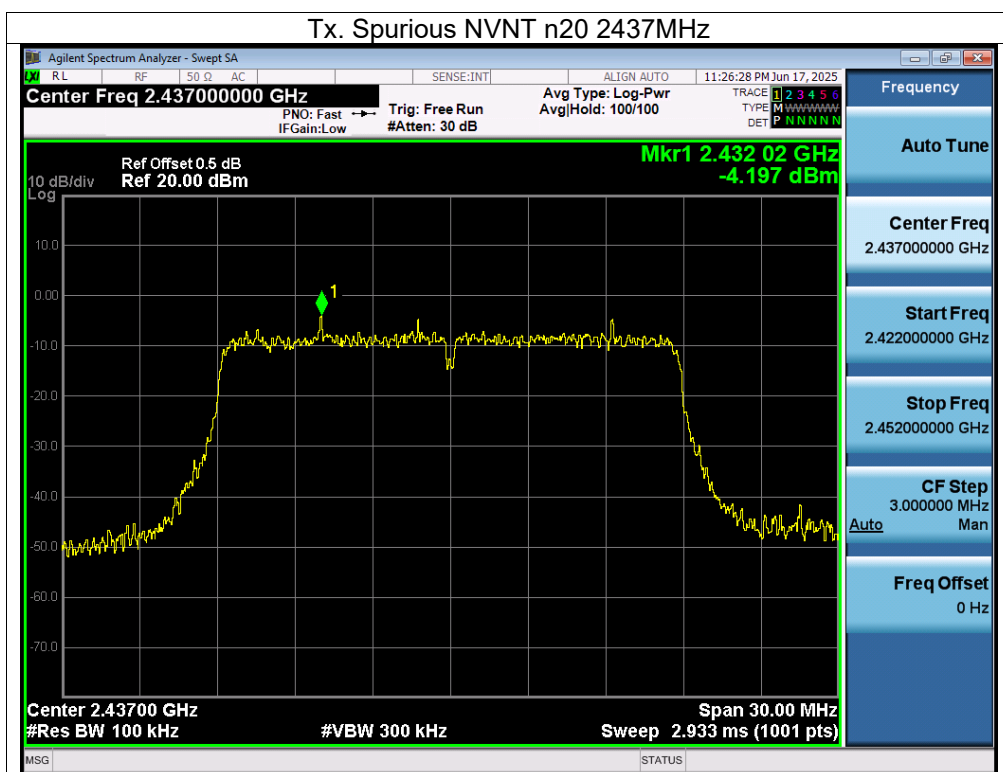 Tx. Spurious NVNT n20 2437MHz
Agilent Spectrum Analyzer - Swept SA
LXI RL RF 50 Ω AC SENSE:INT ALIGN AUTO 11:26:28 PM Jun 17, 2025
Center Freq 2.437000000 GHz
PNO: Fast
IFGain:Low
Trig: Free Run
#Atten: 30 dB
Avg Type: Log-Pwr
Avg|Hold: 100/100
TRACE 1 2 3 4 5 6
TYPE M WWWWW
DET P N N N N N
Mkr1 2.432 02 GHz
-4.197 dBm
Ref Offset 0.5 dB
10 dB/div Ref 20.00 dBm
Log
10.0
0.00
-10.0
-20.0
-30.0
-40.0
-50.0
-60.0
-70.0
1
Center 2.43700 GHz Span 30.00 MHz
#Res BW 100 kHz #VBW 300 kHz Sweep 2.933 ms (1001 pts)
MSG STATUS
Frequency
Auto Tune
Center Freq
2.437000000 GHz
Start Freq
2.422000000 GHz
Stop Freq
2.452000000 GHz
CF Step
3.000000 MHz
Auto Man
Freq Offset
0 Hz